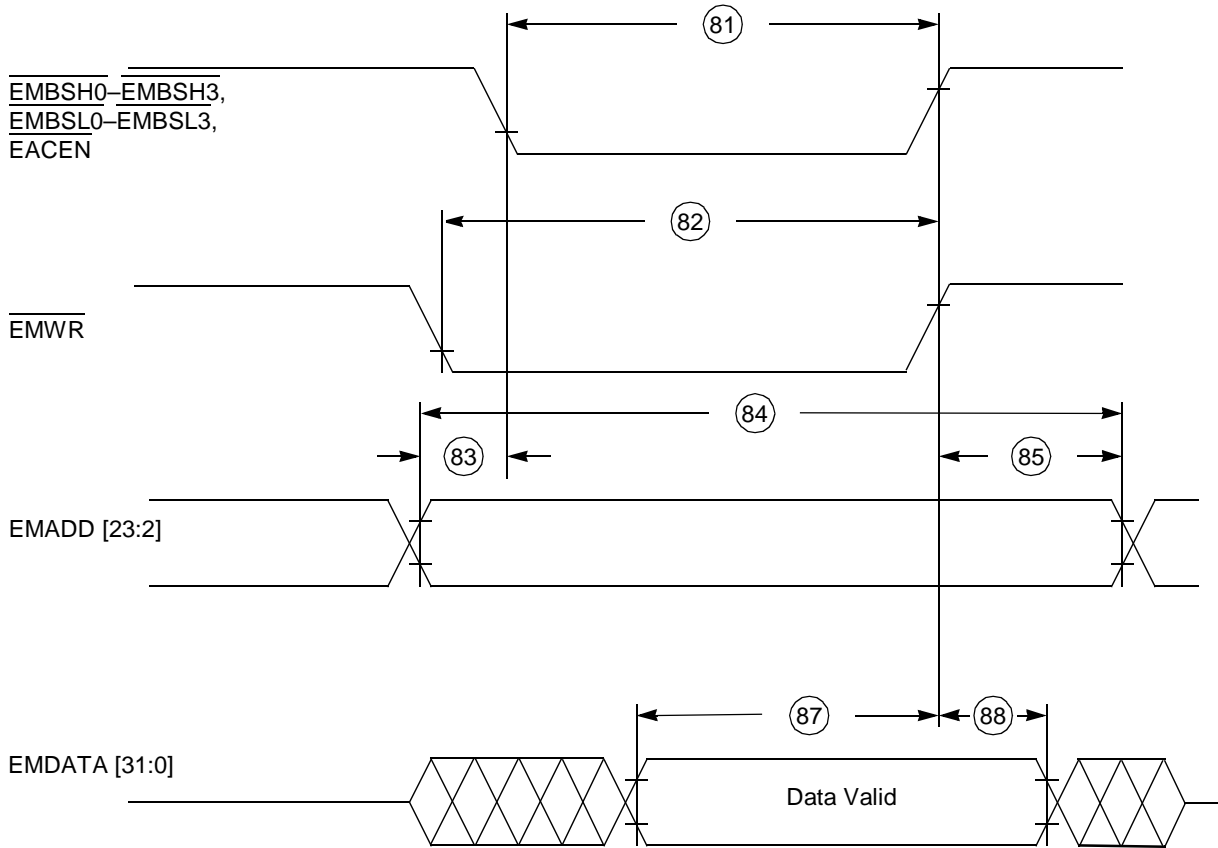 81
EMBSH0–EMBSH3,
EMBSL0–EMBSL3,
EACEN
82
EMWR
84
83
85
EMADD [23:2]
87
88
EMDATA [31:0]
Data Valid